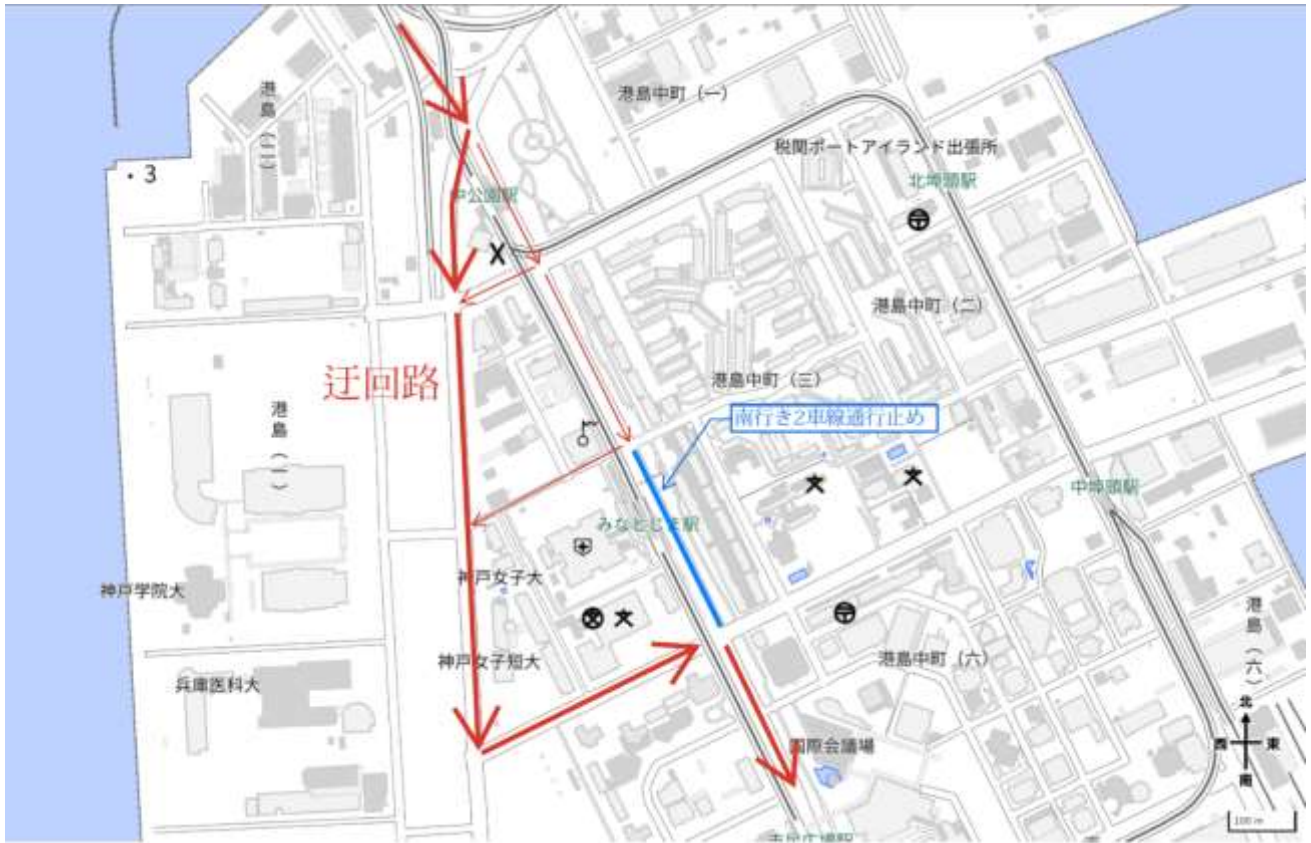 港島中町（一）
港島（二）
税関ポートアイランド出張所
・3
中公園駅
北埠頭駅
港島中町（二）
迂回路
港島中町（三）
港島（一）
南行き2車線通行止め
中埠頭駅
みなとじま駅
神戸女子大
神戸学院大
港島（六）
神戸女子短大
港島中町（六）
兵庫医科大
北
西
東
南
国際会議場
100 m